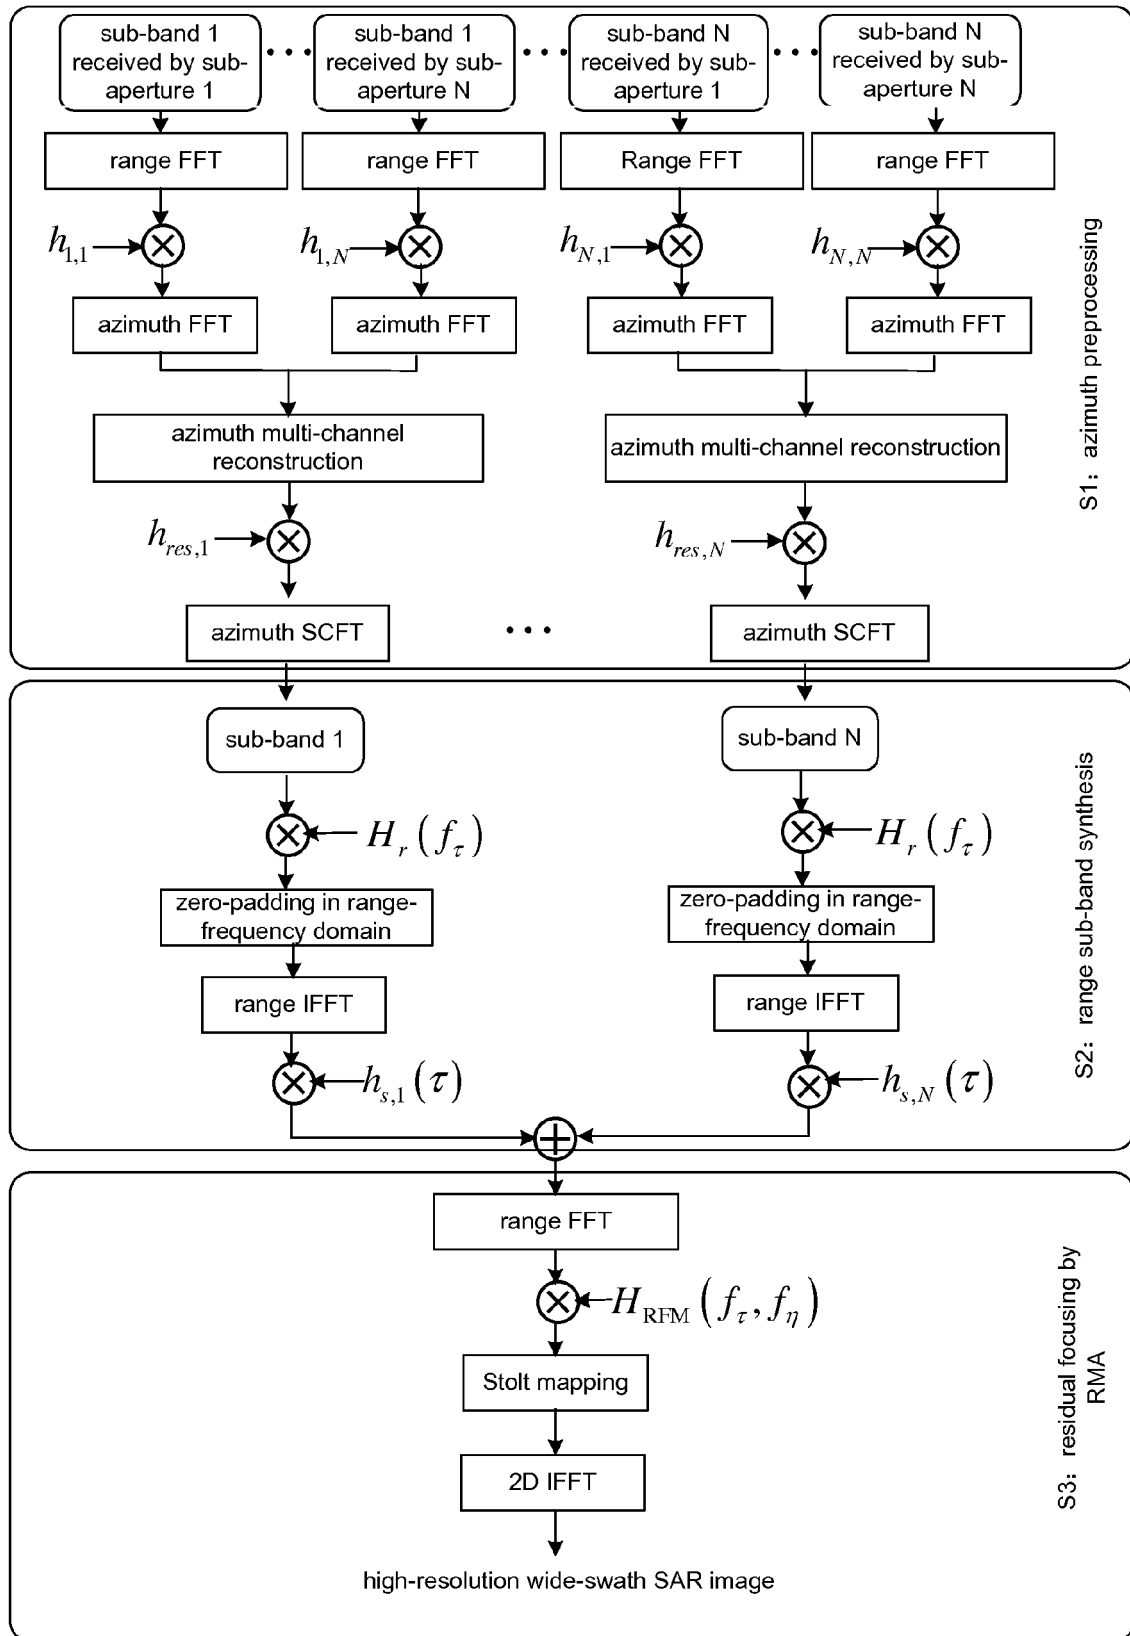 sub-band 1
received by sub-
aperture 1
sub-band 1
received by sub-
aperture N
sub-band N
received by sub-
aperture 1
sub-band N
received by sub-
aperture N
range FFT
range FFT
Range FFT
range FFT
h1,1
h1,N
hN,1
hN,N
azimuth FFT
azimuth FFT
azimuth FFT
azimuth FFT
azimuth multi-channel
reconstruction
azimuth multi-channel reconstruction
hres,1
hres,N
azimuth SCFT
azimuth SCFT
S1: azimuth preprocessing
sub-band 1
sub-band N
Hr(fτ)
Hr(fτ)
zero-padding in range-
frequency domain
zero-padding in range-
frequency domain
range IFFT
range IFFT
hs,1(τ)
hs,N(τ)
S2: range sub-band synthesis
range FFT
HRFM(fτ, fη)
Stolt mapping
2D IFFT
high-resolution wide-swath SAR image
S3: residual focusing by
RMA